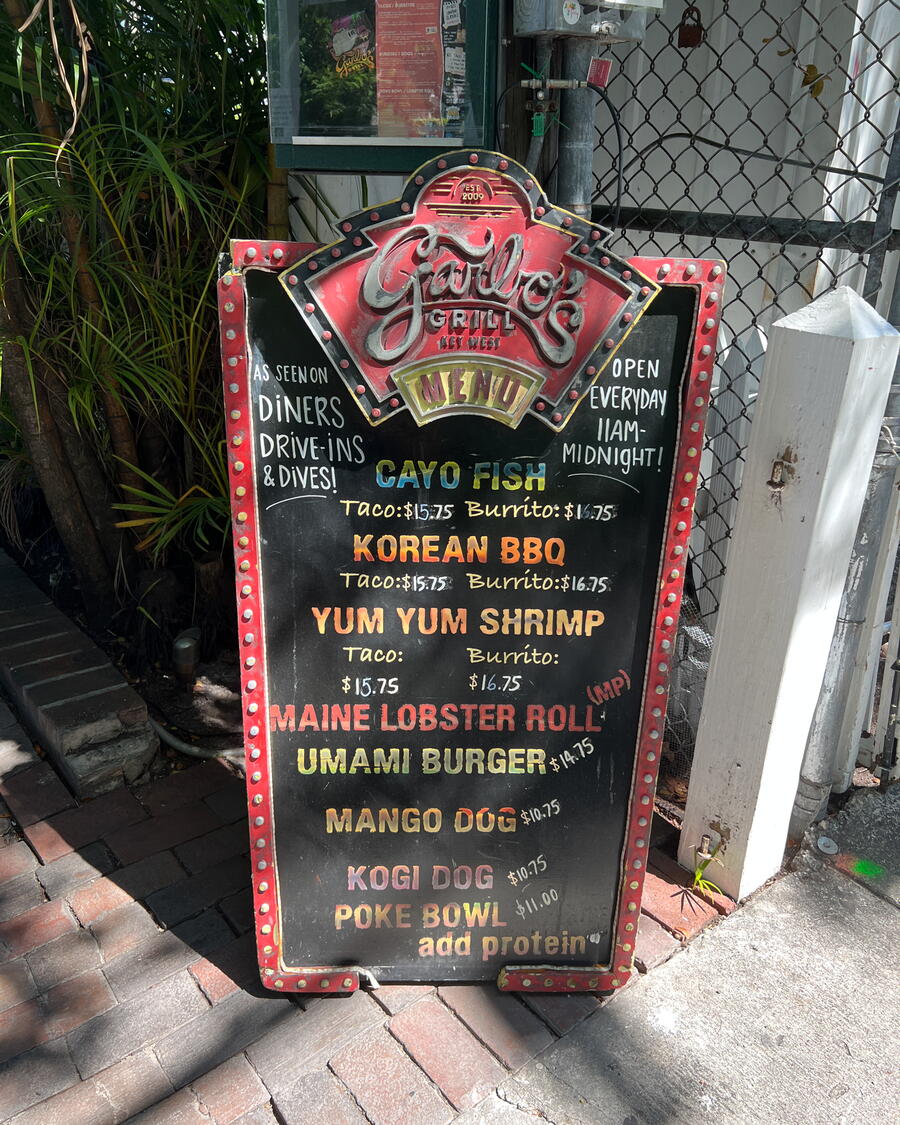 EST.
2009
Garbo's
GRILL
KEY WEST
MENU
AS SEEN ON
DINERS
DRIVE-INS
& DIVES!
OPEN
EVERYDAY
11AM-
MIDNIGHT!
CAYO FISH
Taco:$15.75 Burrito:$16.75
KOREAN BBQ
Taco:$15.75 Burrito:$16.75
YUM YUM SHRIMP
Taco: Burrito:
$15.75 $16.75
MAINE LOBSTER ROLL (MP)
UMAMI BURGER $14.75
MANGO DOG $10.75
KOGI DOG $10.75
POKE BOWL $11.00
add protein